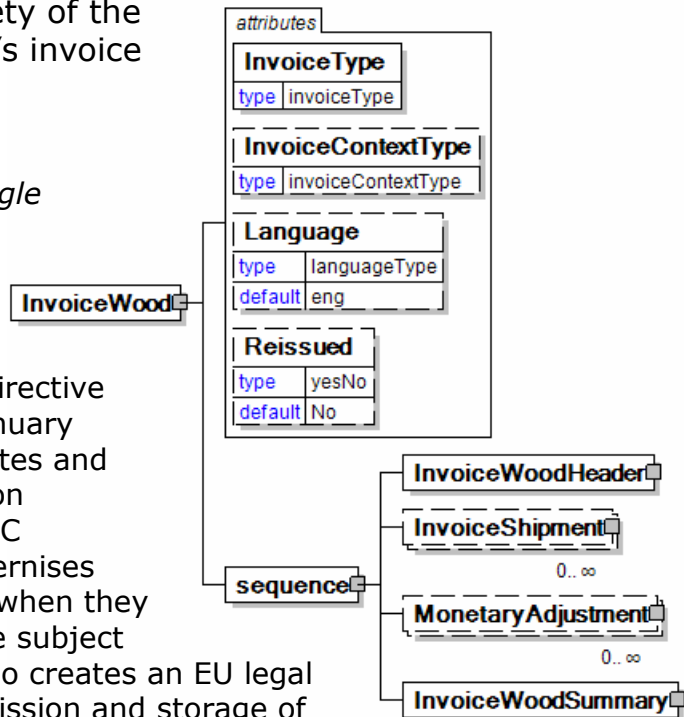 ety of the
's invoice
gle
irective
nuary
tes and
on
C
ernises
when they
e subject
o creates an EU legal
ission and storage of
attributes
InvoiceType
type invoiceType
InvoiceContextType
type invoiceContextType
Language
type languageType
default eng
Reissued
type yesNo
default No
InvoiceWood
sequence
InvoiceWoodHeader
InvoiceShipment
0.. ∞
MonetaryAdjustment
0.. ∞
InvoiceWoodSummary